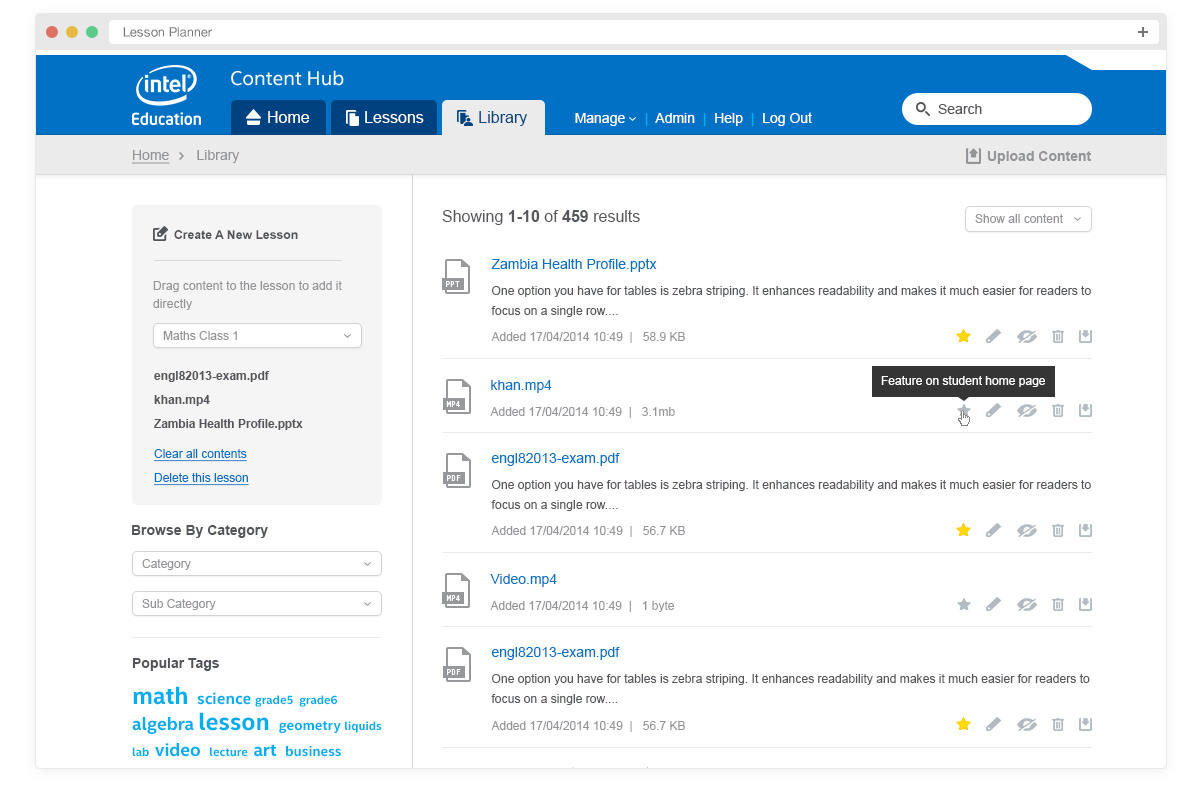 Lesson Planner
intel
Education
Content Hub
Home
Lessons
Library
Manage
Admin
Help
Log Out
Search
Home > Library
Upload Content
Create A New Lesson
Drag content to the lesson to add it
directly
Maths Class 1
engl82013-exam.pdf
khan.mp4
Zambia Health Profile.pptx
Clear all contents
Delete this lesson
Browse By Category
Category
Sub Category
Popular Tags
math science grade5 grade6
algebra lesson geometry liquids
lab video lecture art business
Showing 1-10 of 459 results
Show all content
PPT
Zambia Health Profile.pptx
One option you have for tables is zebra striping. It enhances readability and makes it much easier for readers to
focus on a single row....
Added 17/04/2014 10:49 | 58.9 KB
MP4
khan.mp4
Added 17/04/2014 10:49 | 3.1mb
Feature on student home page
PDF
engl82013-exam.pdf
One option you have for tables is zebra striping. It enhances readability and makes it much easier for readers to
focus on a single row....
Added 17/04/2014 10:49 | 56.7 KB
MP4
Video.mp4
Added 17/04/2014 10:49 | 1 byte
PDF
engl82013-exam.pdf
One option you have for tables is zebra striping. It enhances readability and makes it much easier for readers to
focus on a single row....
Added 17/04/2014 10:49 | 56.7 KB